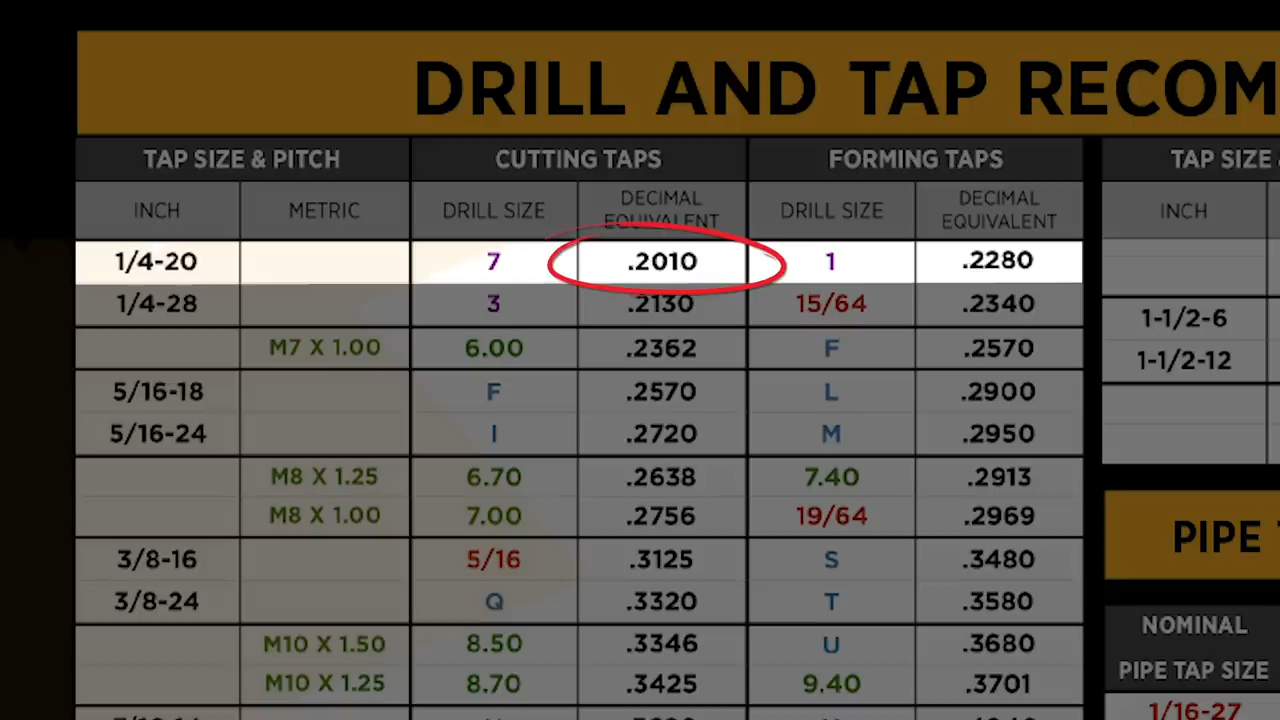 DRILL AND TAP RECOM
TAP SIZE & PITCH CUTTING TAPS FORMING TAPS
INCH METRIC DRILL SIZE DECIMAL EQUIVALENT DRILL SIZE DECIMAL EQUIVALENT
1/4-20 7 .2010 1 .2280
1/4-28 3 .2130 15/64 .2340
M7 X 1.00 6.00 .2362 F .2570
5/16-18 F .2570 L .2900
5/16-24 I .2720 M .2950
M8 X 1.25 6.70 .2638 7.40 .2913
M8 X 1.00 7.00 .2756 19/64 .2969
3/8-16 5/16 .3125 S .3480
3/8-24 Q .3320 T .3580
M10 X 1.50 8.50 .3346 U .3680
M10 X 1.25 8.70 .3425 9.40 .3701
TAP SIZE
INCH
1-1/2-6
1-1/2-12
PIPE
NOMINAL
PIPE TAP SIZE
1/16-27